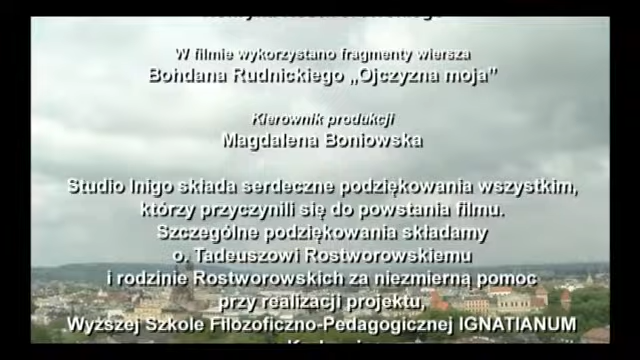 W filmie wykorzystano fragmenty wiersza
Bohdana Rudnickiego „Ojczyzna moja”
Kierownik produkcji
Magdalena Boniowska
Studio Inigo składa serdeczne podziękowania wszystkim,
którzy przyczynili się do powstania filmu.
Szczególne podziękowania składamy
o. Tadeuszowi Rostworowskiemu
i rodzinie Rostworowskich za niezmierną pomoc
przy realizacji projektu,
Wyższej Szkole Filozoficzno-Pedagogicznej IGNATIANUM